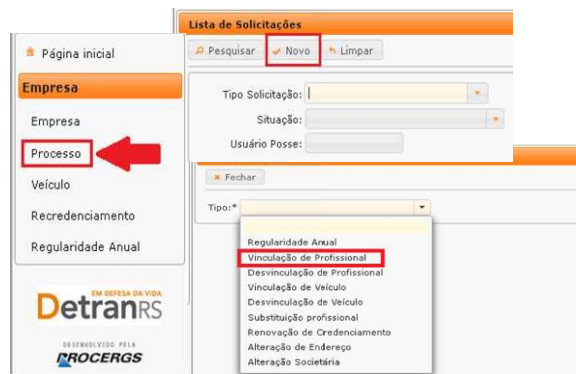 Lista de Solicitações
Pesquisar Novo Limpar
Tipo Solicitação:
Situação:
Usuário Posse:
Página inicial
Empresa
Empresa
Processo
Veículo
Recredenciamento
Regularidade Anual
EM DEFESA DA VIDA
DetranRS
DESENVOLVIDO PELA
PROCERGS
Fechar
Tipo:*
Regularidade Anual
Vinculação de Profissional
Desvinculação de Profissional
Vinculação de Veículo
Desvinculação de Veículo
Substituição profissional
Renovação de Credenciamento
Alteração de Endereço
Alteração Societária